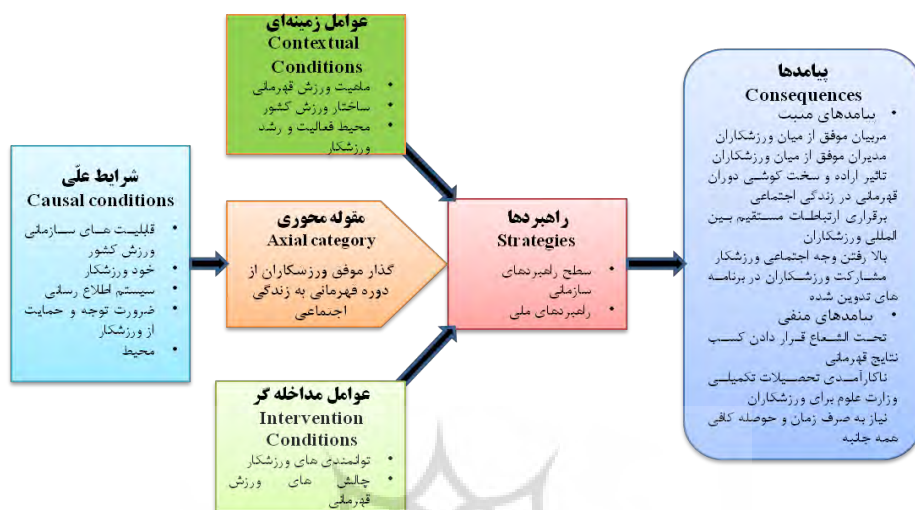 عوامل زمینه‌ای
Contextual
Conditions
• ماهیت ورزش قهرمانی
• ساختار ورزش کشور
• محیط فعالیت و رشد
ورزشکار
شرایط علّی
Causal conditions
• قابلیت های سازمانی
ورزش کشور
• خود ورزشکار
• سیستم اطلاع رسانی
• ضرورت توجه و حمایت
از ورزشکار
• محیط
مقوله محوری
Axial category
گذار موفق ورزسکاران از
دوره قهرمانی به زندگی
اجتماعی
عوامل مداخله گر
Intervention
Conditions
• توانمندی های ورزشکار
• چالش های ورزش
قهرمانی
راهبردها
Strategies
• سطح راهبردهای
سازمانی
• راهبردهای ملی
پیامدها
Consequences
• پیامدهای مثبت
مربیان موفق از میان ورزشکاران
مدیران موفق از میان ورزشکاران
تاثیر اراده و سخت کوشی دوران
قهرمانی در زندگی اجتماعی
برقراری ارتباطات مستقیم بین
المللی ورزشکاران
بالا رفتن وجه اجتماعی ورزشکار
مشارکت ورزشکاران در برنامه
های تدوین شده
• پیامدهای منفی
تحت الشعاع قرار دادن کسب
نتایج قهرمانی
ناکارآمدی تحصیلات تکمیلی
وزارت علوم برای ورزشکاران
نیاز به صرف زمان و حوصله کافی
همه جانبه